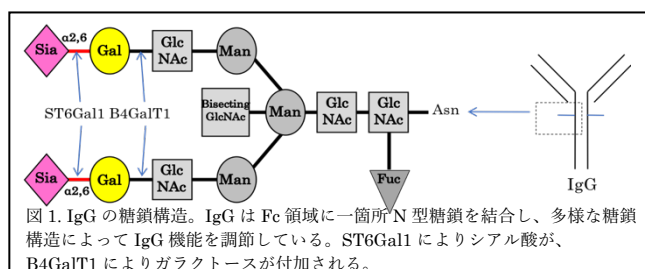 α2,6
Sia
Gal
Glc
NAc
Man
ST6Gal1 B4GalT1
Bisecting
GlcNAc
Man
Glc
NAc
Glc
NAc
Asn
IgG
α2,6
Sia
Gal
Glc
NAc
Man
Fuc
図 1. IgG の糖鎖構造。IgG は Fc 領域に一箇所 N 型糖鎖を結合し、多様な糖鎖
構造によって IgG 機能を調節している。ST6Gal1 によりシアル酸が、
B4GalT1 によりガラクトースが付加される。